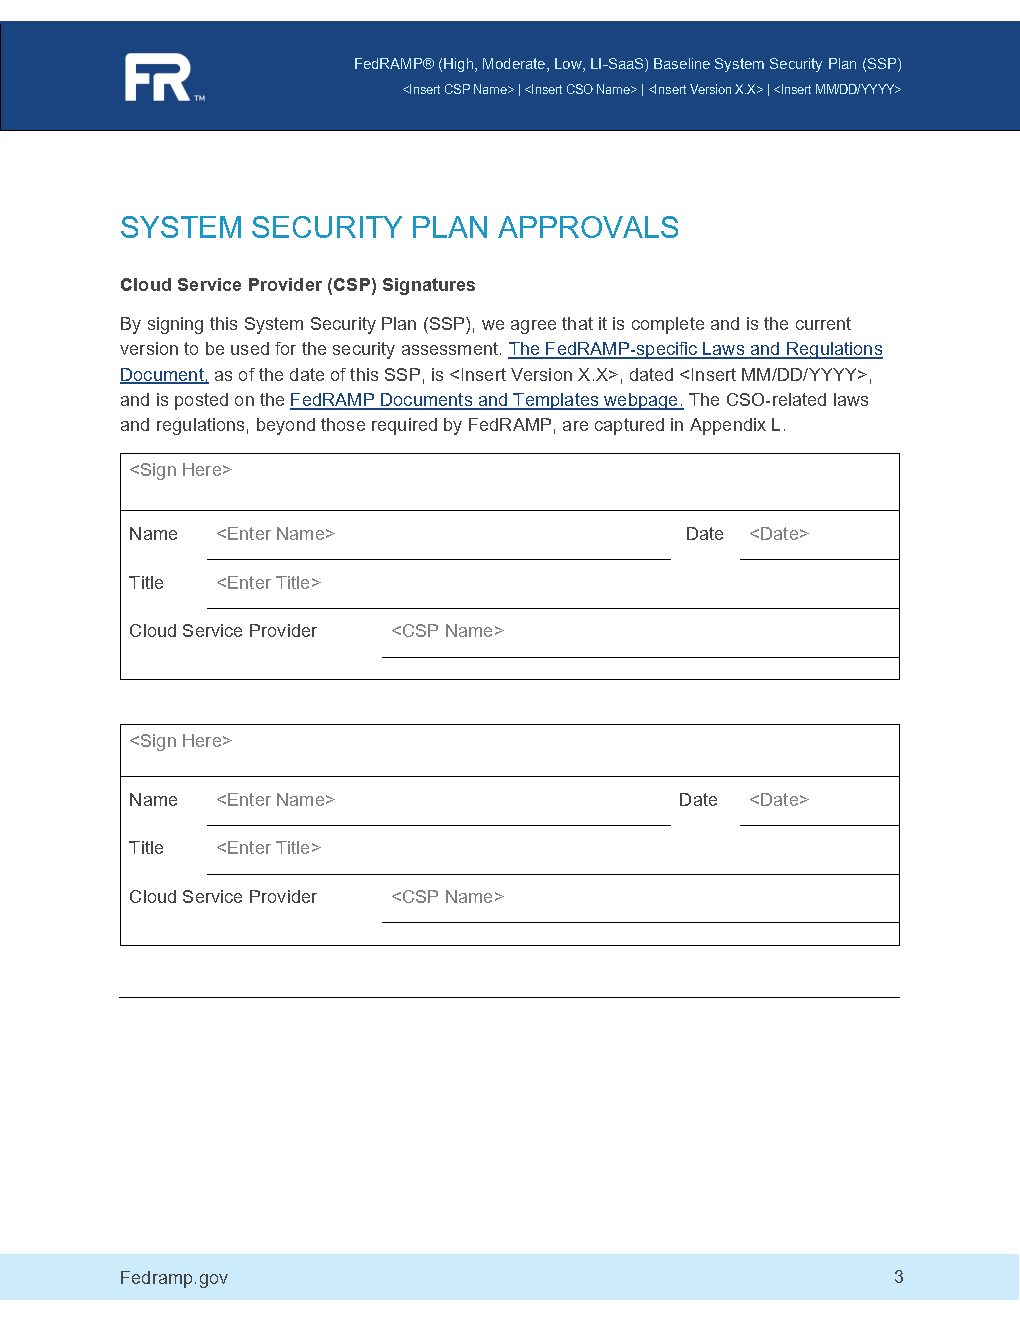 FR™
FedRAMP® (High, Moderate, Low, LI-SaaS) Baseline System Security Plan (SSP)
<Insert CSP Name> | <Insert CSO Name> | <Insert Version X.X> | <Insert MM/DD/YYYY>
SYSTEM SECURITY PLAN APPROVALS
Cloud Service Provider (CSP) Signatures
By signing this System Security Plan (SSP), we agree that it is complete and is the current
version to be used for the security assessment. The FedRAMP-specific Laws and Regulations
Document, as of the date of this SSP, is <Insert Version X.X>, dated <Insert MM/DD/YYYY>,
and is posted on the FedRAMP Documents and Templates webpage. The CSO-related laws
and regulations, beyond those required by FedRAMP, are captured in Appendix L.
<Sign Here>
Name <Enter Name> Date <Date>
Title <Enter Title>
Cloud Service Provider <CSP Name>
<Sign Here>
Name <Enter Name> Date <Date>
Title <Enter Title>
Cloud Service Provider <CSP Name>
Fedramp.gov 3